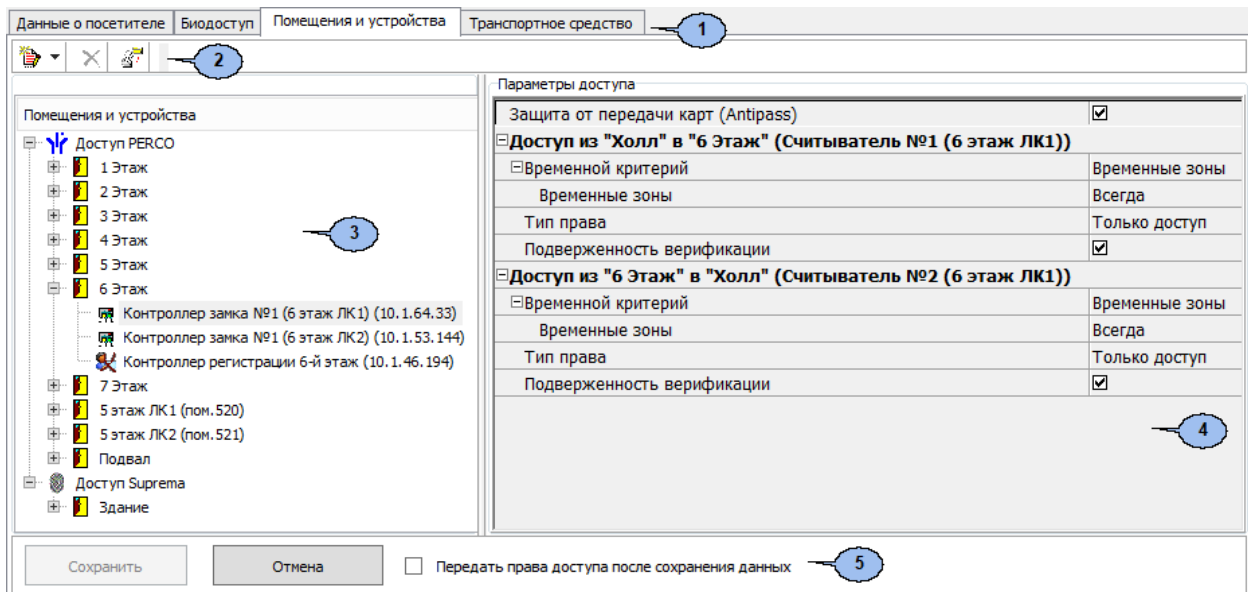 Данные о посетителе Биодоступ Помещения и устройства Транспортное средство 1
2
Помещения и устройства
Доступ PERCO
1 Этаж
2 Этаж
3 Этаж
4 Этаж
5 Этаж
6 Этаж
Контроллер замка №1 (6 этаж ЛК1) (10.1.64.33)
Контроллер замка №1 (6 этаж ЛК2) (10.1.53.144)
Контроллер регистрации 6-й этаж (10.1.46.194)
7 Этаж
5 этаж ЛК1 (пом.520)
5 этаж ЛК2 (пом.521)
Подвал
Доступ Suprema
Здание
3
Параметры доступа
Защита от передачи карт (Antipass)
Доступ из "Холл" в "6 Этаж" (Считыватель №1 (6 этаж ЛК1))
Временной критерий Временные зоны
Временные зоны Всегда
Тип права Только доступ
Подверженность верификации
Доступ из "6 Этаж" в "Холл" (Считыватель №2 (6 этаж ЛК1))
Временной критерий Временные зоны
Временные зоны Всегда
Тип права Только доступ
Подверженность верификации
4
Сохранить Отмена Передать права доступа после сохранения данных 5